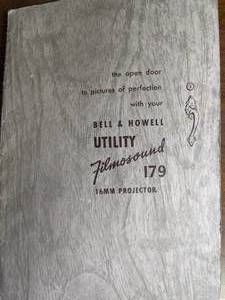 the open door
to pictures of perfection
with your
BELL & HOWELL
UTILITY
Filmosound
179
16MM PROJECTOR